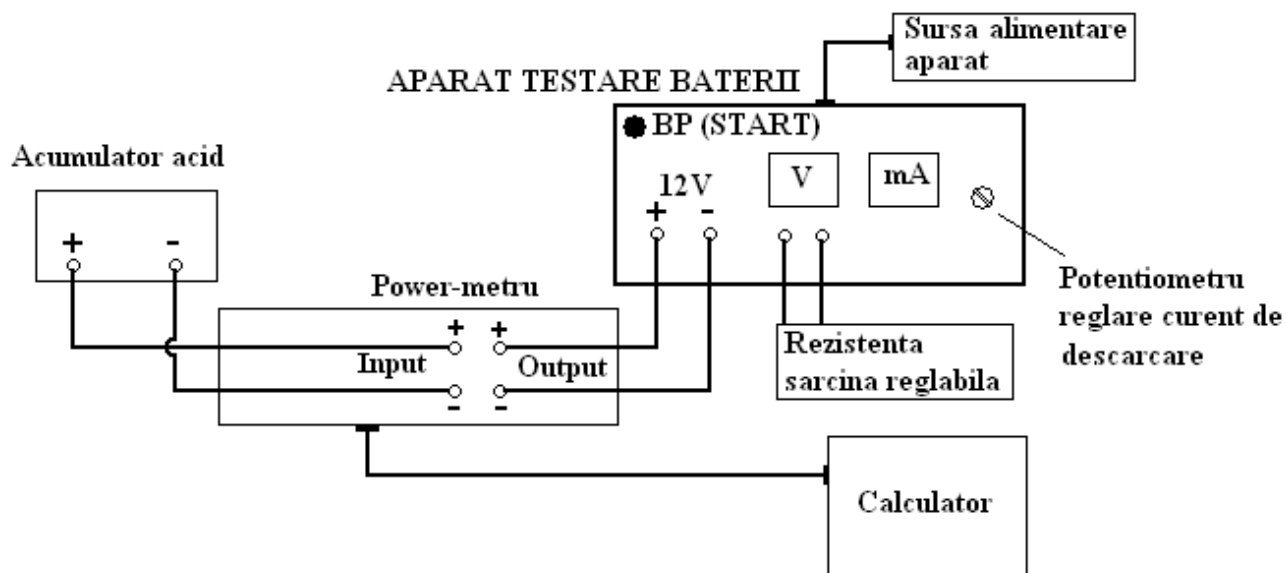 Sursa alimentare
aparat
APARAT TESTARE BATERII
BP (START)
Acumulator acid
12V
V
mA
+ -
+ -
Power-metru
+ +
Input
Output
- -
Rezistenta
sarcina reglabila
Potentiometru
reglare curent de
descarcare
Calculator